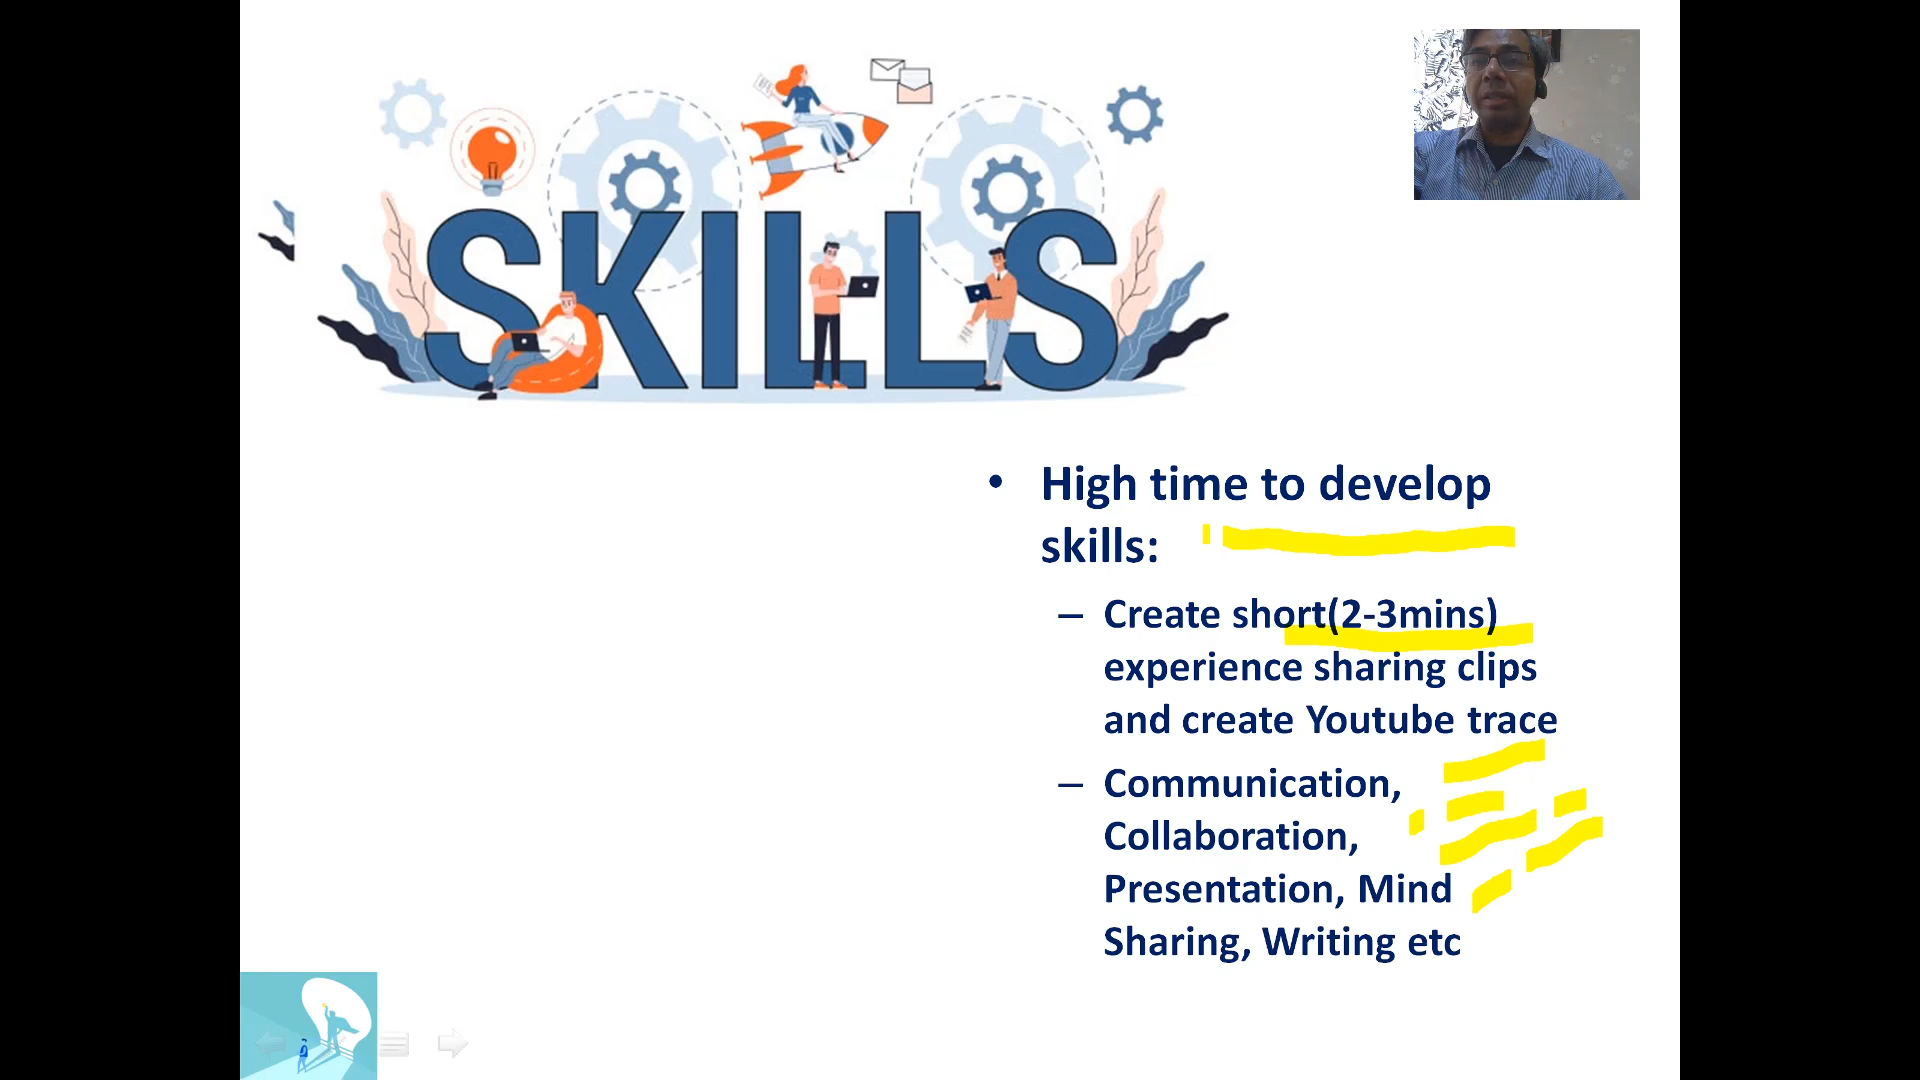 SKILLS
• High time to develop
skills:
– Create short(2-3mins)
experience sharing clips
and create Youtube trace
– Communication,
Collaboration,
Presentation, Mind
Sharing, Writing etc